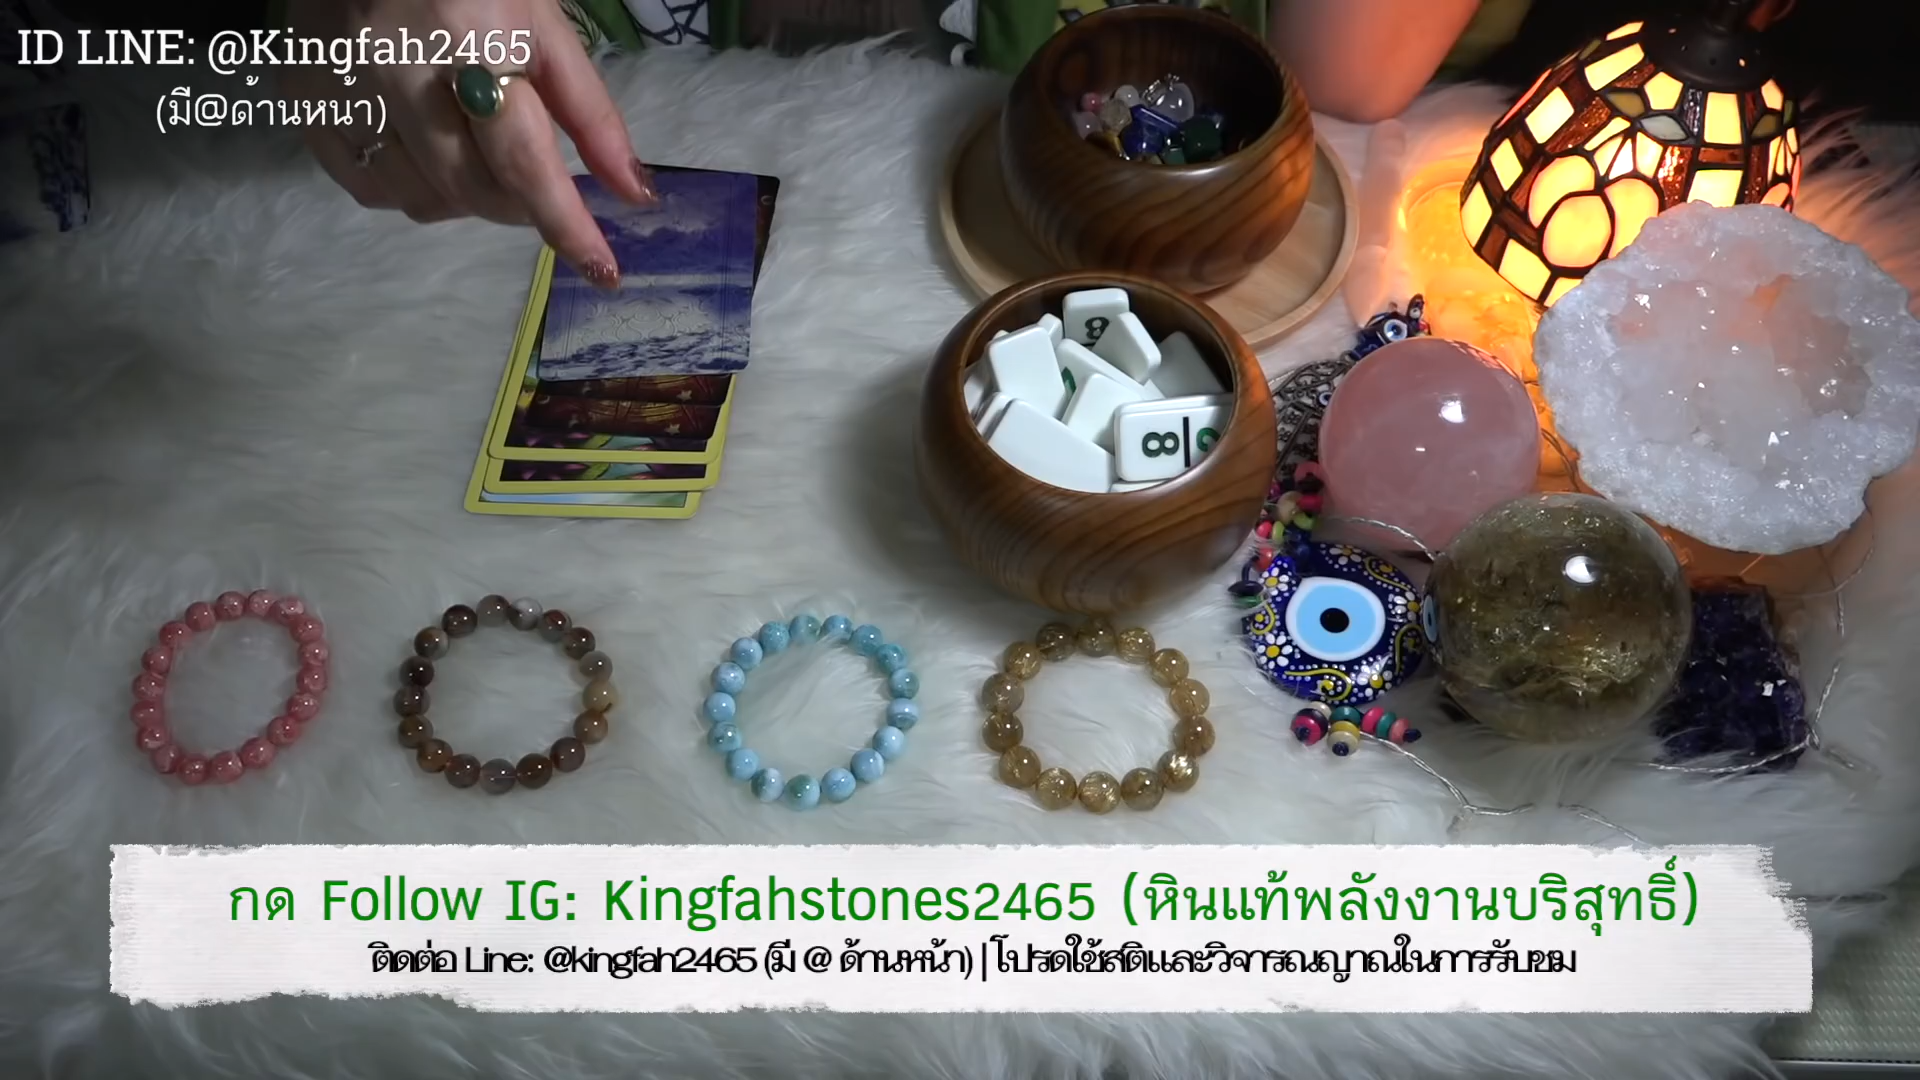 ID LINE: @Kingfah2465
(มี@ด้านหน้า)
8
8
กด Follow IG: Kingfahstones2465 (หินแท้พลังงานบริสุทธิ์)
ติดต่อ Line: @kingfah2465 (มี @ ด้านหน้า) | โปรดใช้สติและวิจารณญาณในการรับชม